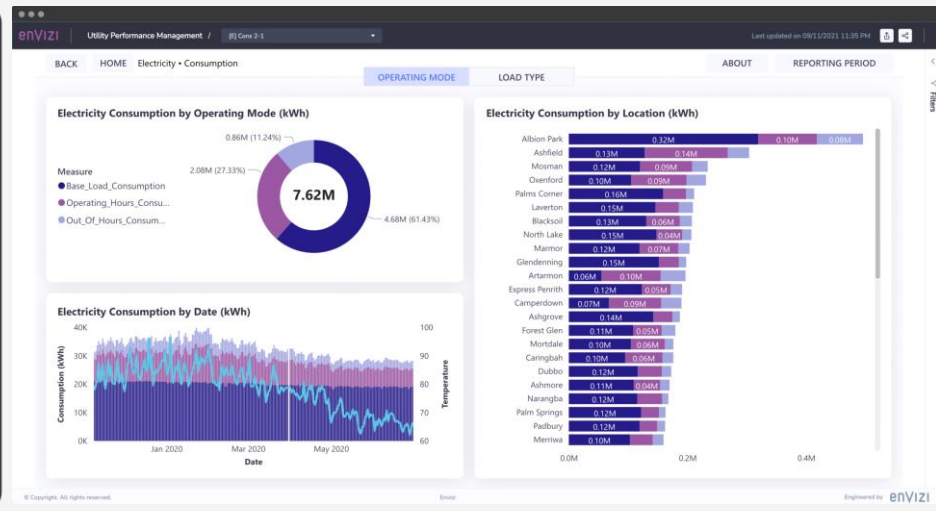 enVIZI
Utility Performance Management / [E] Cons 2-1
Last updated on 09/11/2021 11:35 PM
BACK HOME Electricity • Consumption
ABOUT REPORTING PERIOD
OPERATING MODE LOAD TYPE
Filters
Electricity Consumption by Operating Mode (kWh)
Measure
Base_Load_Consumption
Operating_Hours_Consu...
Out_Of_Hours_Consum...
0.86M (11.24%)
2.08M (27.33%)
7.62M
4.68M (61.43%)
Electricity Consumption by Date (kWh)
Consumption (kWh)
40K
30K
20K
10K
0K
100
90
80
70
60
Temperature
Jan 2020 Mar 2020 May 2020
Date
Electricity Consumption by Location (kWh)
Albion Park 0.32M 0.10M 0.08M
Ashfield 0.13M 0.14M
Mosman 0.12M 0.09M
Oxenford 0.10M 0.09M
Palms Corner 0.16M
Laverton 0.15M
Blacksoil 0.13M 0.06M
North Lake 0.15M 0.04M
Marmor 0.12M 0.07M
Glendenning 0.15M
Artarmon 0.06M 0.10M
Express Penrith 0.12M 0.05M
Camperdown 0.07M 0.09M
Ashgrove 0.14M
Forest Glen 0.11M 0.05M
Mortdale 0.10M 0.06M
Caringbah 0.10M 0.06M
Dubbo 0.12M
Ashmore 0.11M 0.04M
Narangba 0.12M
Palm Springs 0.12M
Padbury 0.12M
Merriwa 0.10M
0.0M 0.2M 0.4M
© Copyright. All rights reserved.
Envizi
Engineered by enVIZI